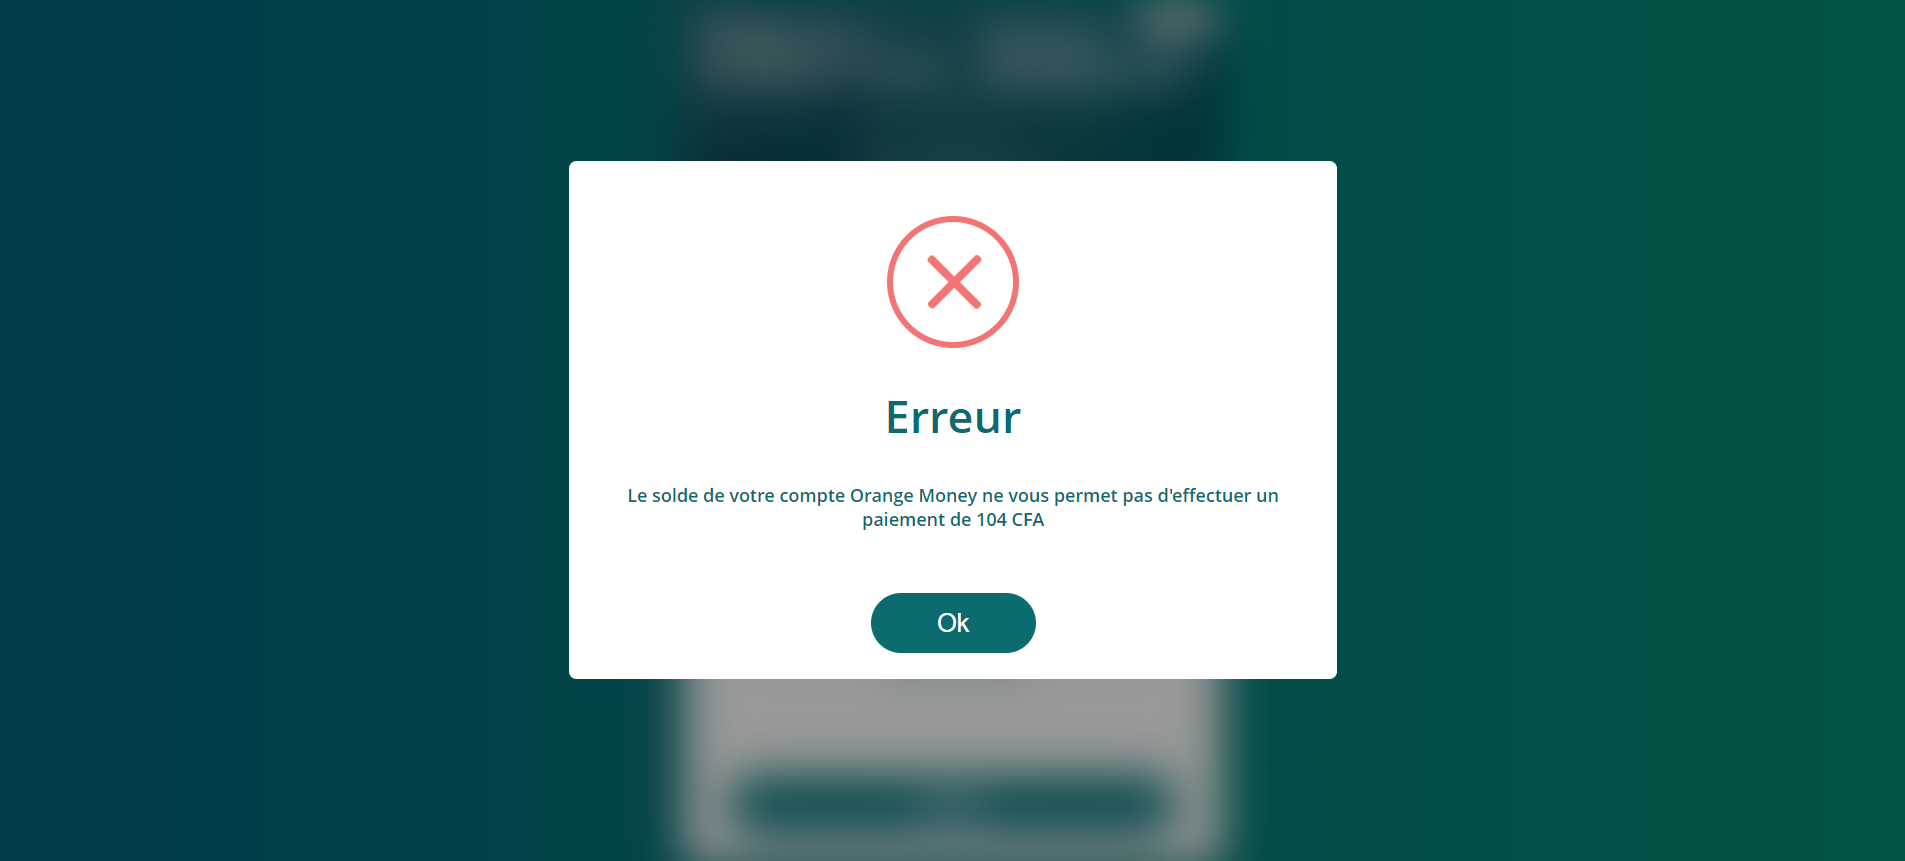 Erreur
Le solde de votre compte Orange Money ne vous permet pas d'effectuer un
paiement de 104 CFA
Ok